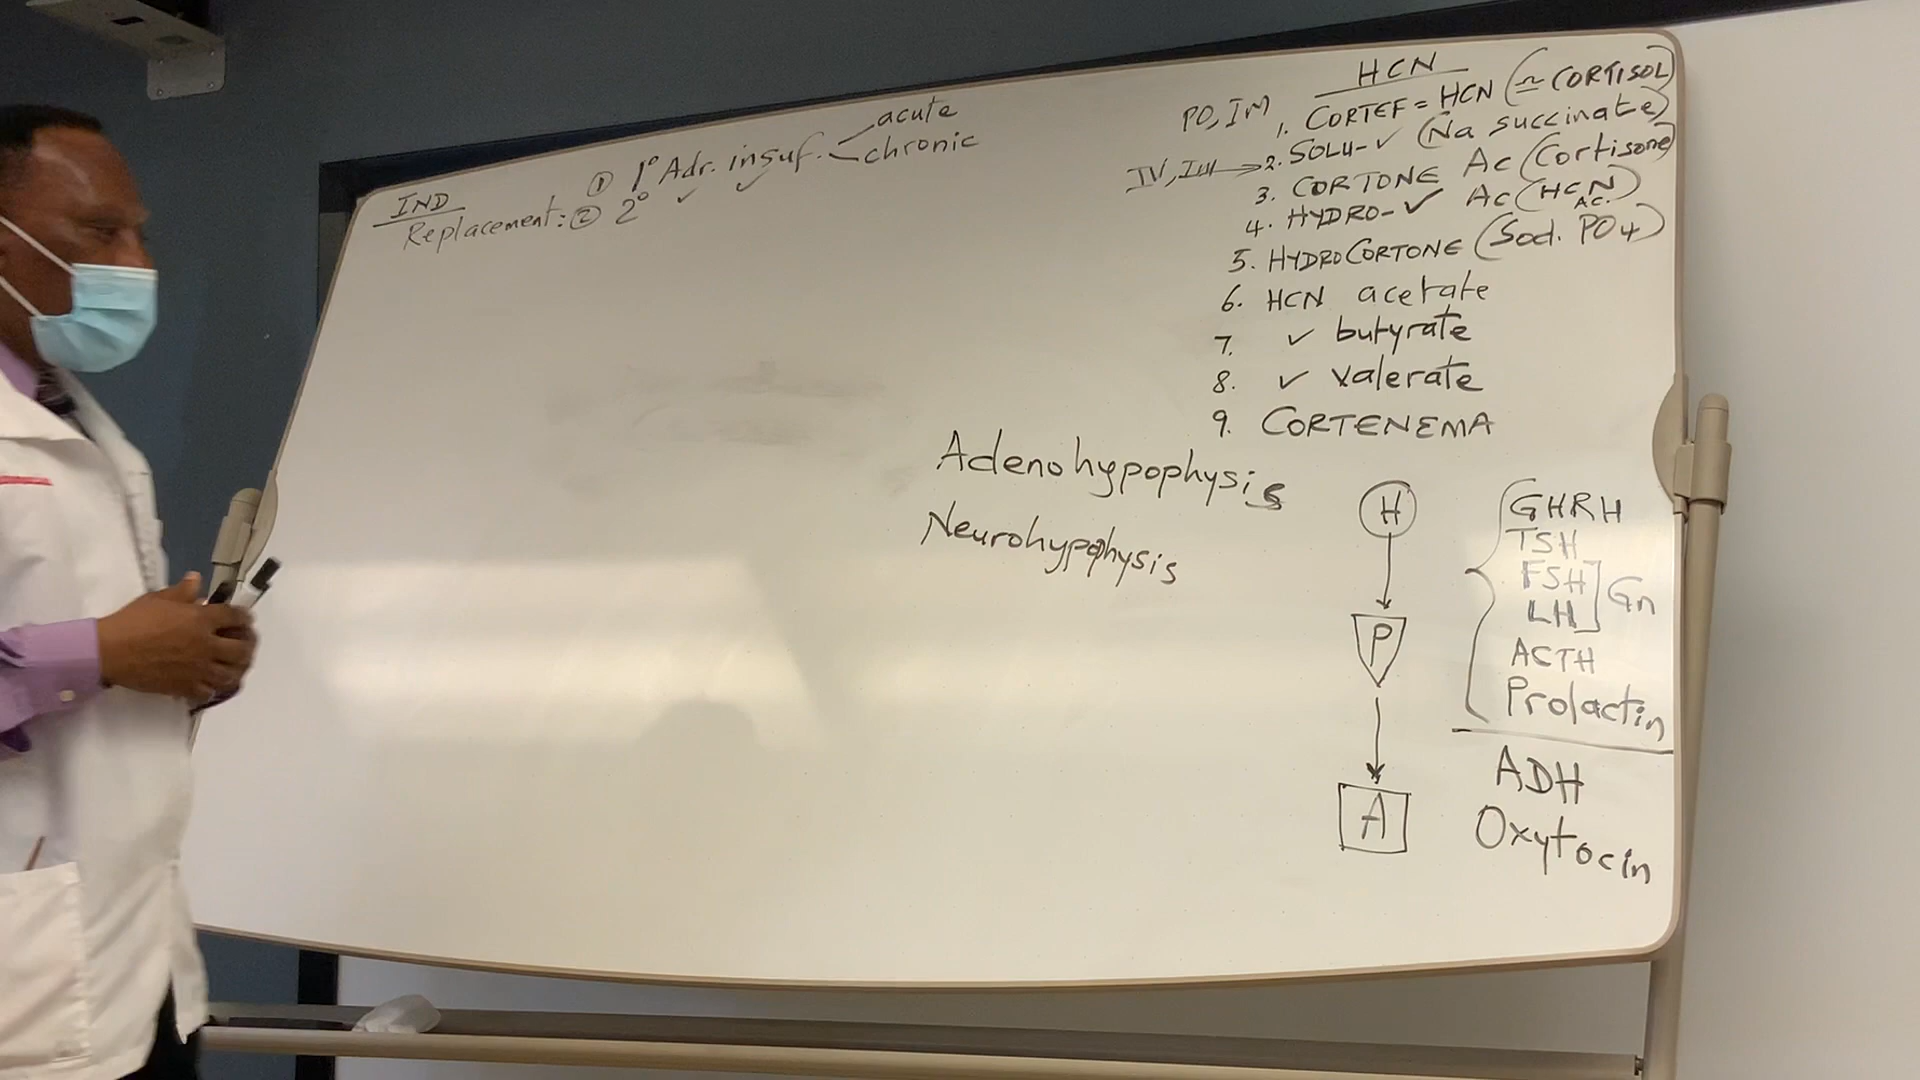 IND
Replacement: ① 1° Adr. insuf. acute
chronic
② 2° ✓ ✓
HCN
PO, IM 1. CORTEF = HCN (≃ CORTISOL)
IV, IM → 2. SOLU- ✓ (Na succinate)
3. CORTONE Ac (Cortisone)
4. HYDRO- ✓ Ac (HCN Ac.)
5. HYDROCORTONE (Sod. PO4)
6. HCN acetate
7. ✓ butyrate
8. ✓ valerate
9. CORTENEMA
Adenohypophysis
Neurohypophysis
H
P
A
GHRH
TSH
FSH
LH
Gn
ACTH
Prolactin
ADH
Oxytocin